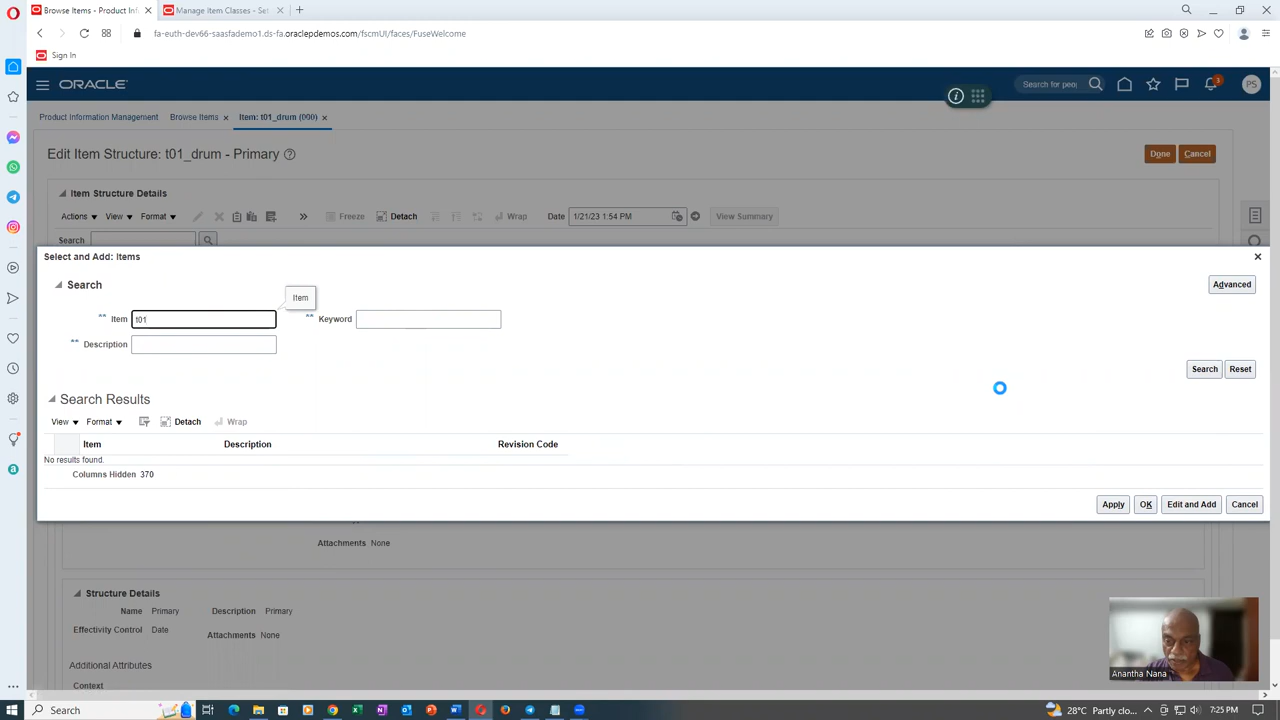 Browse Items - Product Inf
Manage Item Classes - Set
fa-euth-dev66-saasfademo1.ds-fa.oraclepdemos.com/fscmUI/faces/FuseWelcome
Sign In
ORACLE
Search for peop
3
PS
Product Information Management
Browse Items
Item: t01_drum (000)
Edit Item Structure: t01_drum - Primary
Done
Cancel
Item Structure Details
Actions
View
Format
Freeze
Detach
Wrap
Date
1/21/23 1:54 PM
View Summary
Search
Select and Add: Items
Search
Advanced
Item
** Item
t01
** Keyword
** Description
Search
Reset
Search Results
View
Format
Detach
Wrap
Item
Description
Revision Code
No results found.
Columns Hidden 370
Apply
OK
Edit and Add
Cancel
Attachments None
Structure Details
Name Primary
Description Primary
Effectivity Control Date
Attachments None
Additional Attributes
Context
Anantha Nana
Search
28°C Partly clo...
7:25 PM